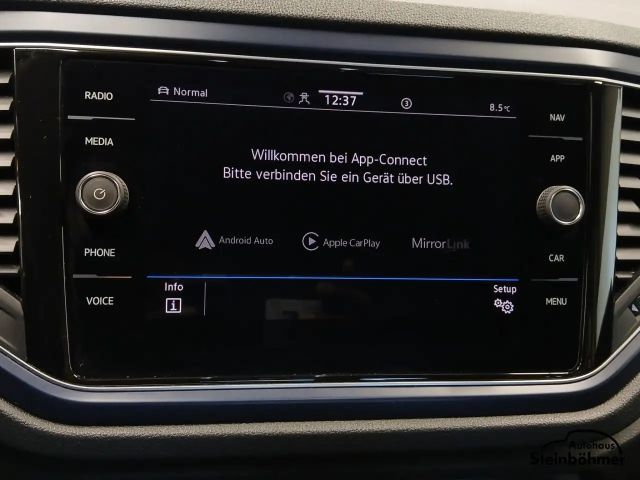 RADIO
MEDIA
PHONE
VOICE
Normal
12:37
3
8.5°C
Willkommen bei App-Connect
Bitte verbinden Sie ein Gerät über USB.
Android Auto
Apple CarPlay
MirrorLink
Info
i
Setup
NAV
APP
CAR
MENU
Autohaus
Steinböhmer